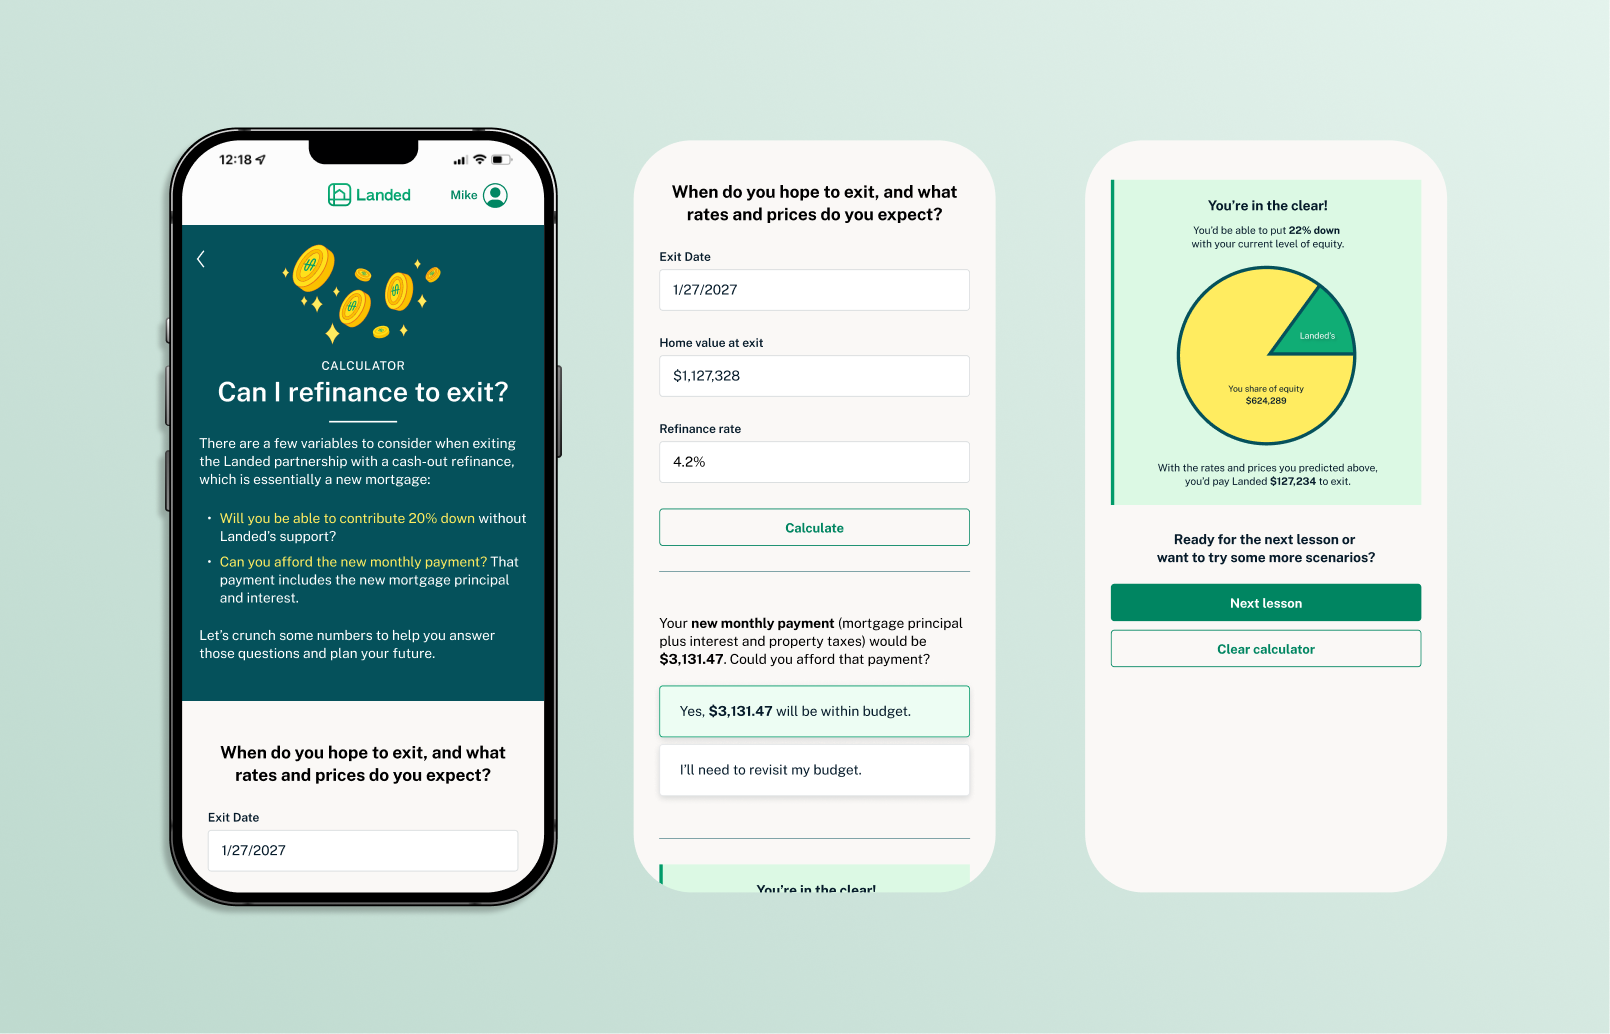 12:18
Landed
Mike
CALCULATOR
Can I refinance to exit?
There are a few variables to consider when exiting
the Landed partnership with a cash-out refinance,
which is essentially a new mortgage:
• Will you be able to contribute 20% down without
Landed's support?
• Can you afford the new monthly payment? That
payment includes the new mortgage principal
and interest.
Let's crunch some numbers to help you answer
those questions and plan your future.
When do you hope to exit, and what
rates and prices do you expect?
Exit Date
1/27/2027
When do you hope to exit, and what
rates and prices do you expect?
Exit Date
1/27/2027
Home value at exit
$1,127,328
Refinance rate
4.2%
Calculate
Your new monthly payment (mortgage principal
plus interest and property taxes) would be
$3,131.47. Could you afford that payment?
Yes, $3,131.47 will be within budget.
I'll need to revisit my budget.
You're in the clear!
You're in the clear!
You'd be able to put 22% down
with your current level of equity.
Landed's
You share of equity
$624,289
With the rates and prices you predicted above,
you'd pay Landed $127,234 to exit.
Ready for the next lesson or
want to try some more scenarios?
Next lesson
Clear calculator